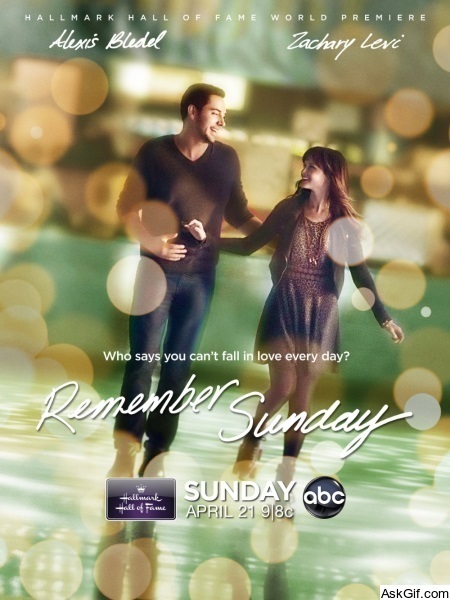 HALLMARK HALL OF FAME WORLD PREMIERE
Alexis Bledel Zachary Levi
Who says you can't fall in love every day?
Remember Sunday
Hallmark
Hall of Fame
SUNDAY
APRIL 21 9|8c
abc
AskGif.com